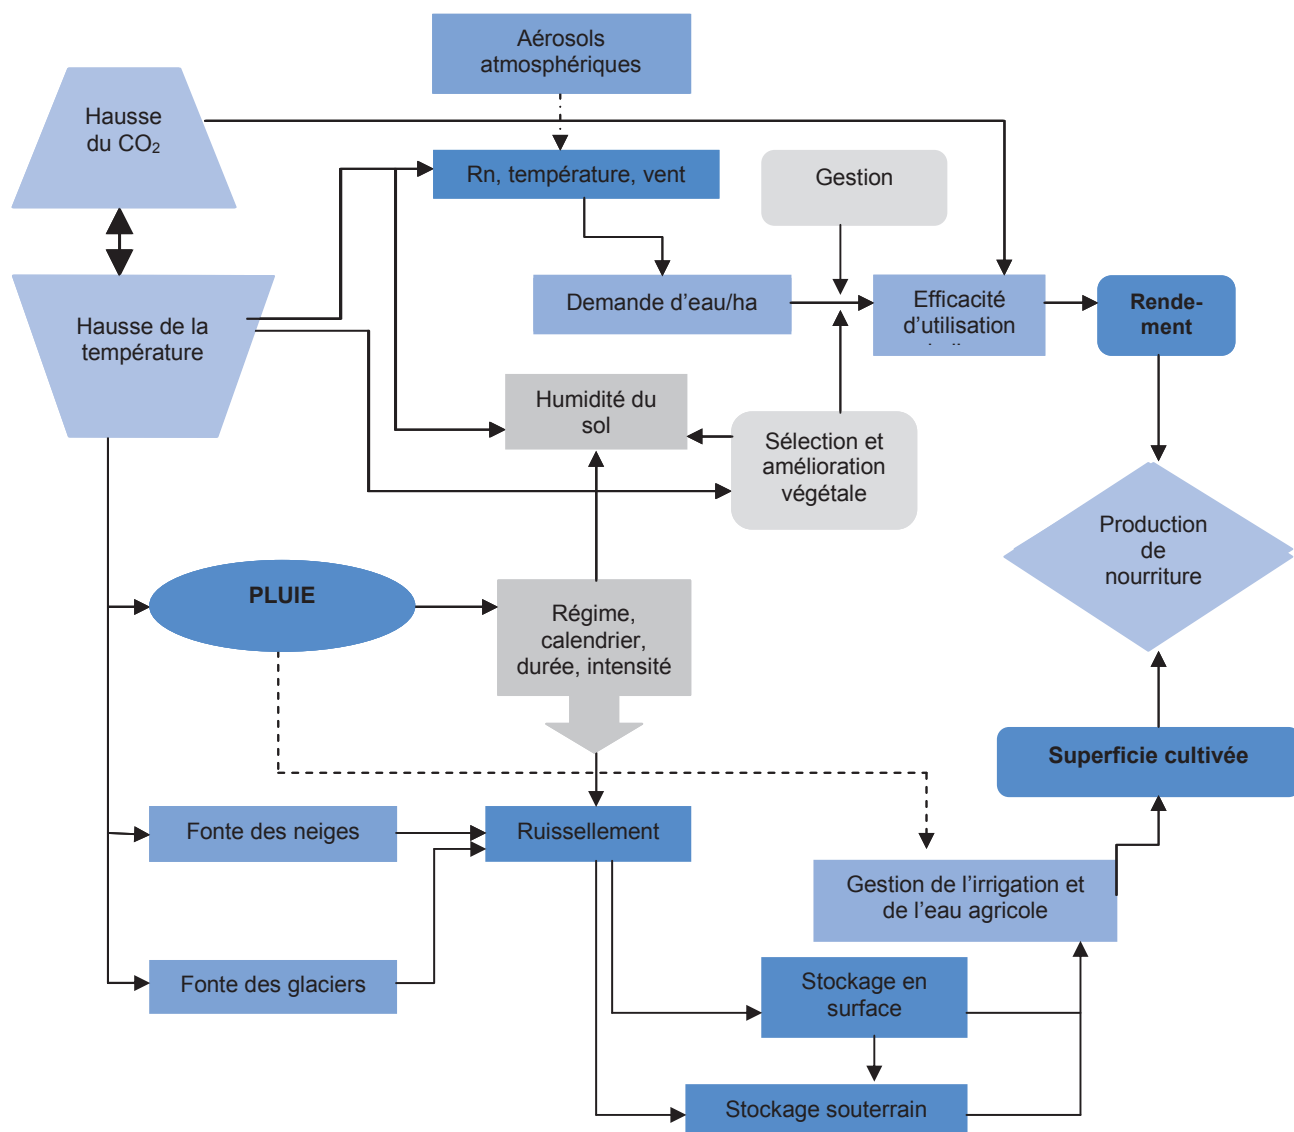 Aérosols
atmosphériques
Hausse
du CO₂
Rn, température, vent
Gestion
Hausse de la
température
Demande d’eau/ha
Efficacité
d’utilisation
Rende-
ment
Humidité du
sol
Sélection et
amélioration
végétale
Production
de
nourriture
PLUIE
Régime,
calendrier,
durée, intensité
Superficie cultivée
Fonte des neiges
Ruissellement
Gestion de l’irrigation et
de l’eau agricole
Fonte des glaciers
Stockage en
surface
Stockage souterrain